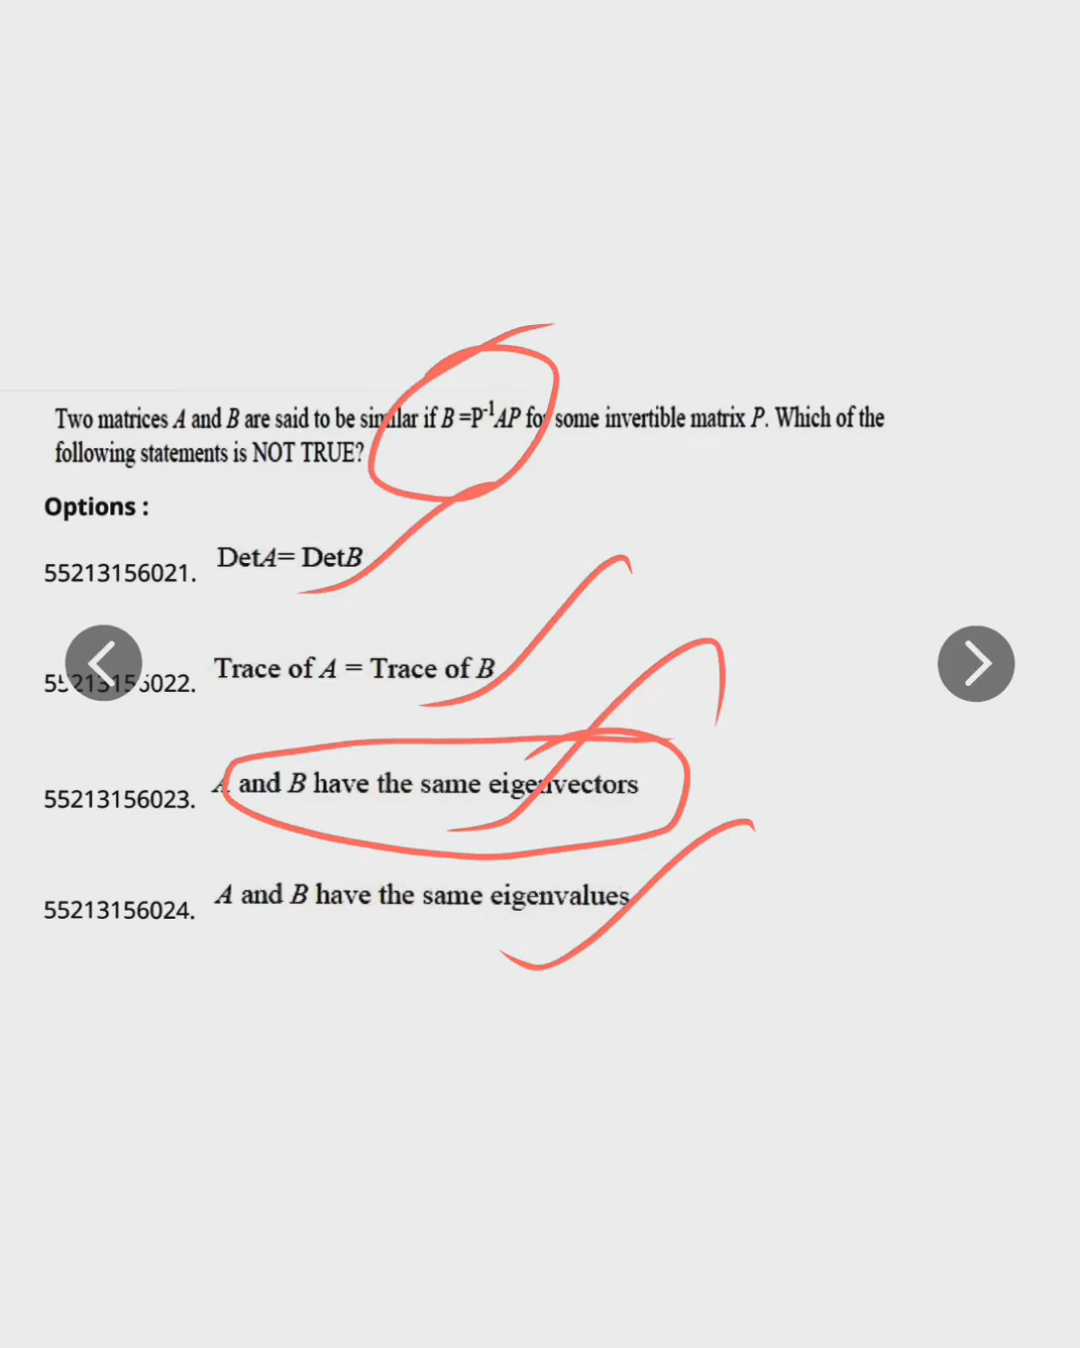 Two matrices A and B are said to be similar if B =P⁻¹AP for some invertible matrix P. Which of the
following statements is NOT TRUE?
Options :
55213156021. DetA= DetB
55213156022. Trace of A = Trace of B
55213156023. A and B have the same eigenvectors
55213156024. A and B have the same eigenvalues